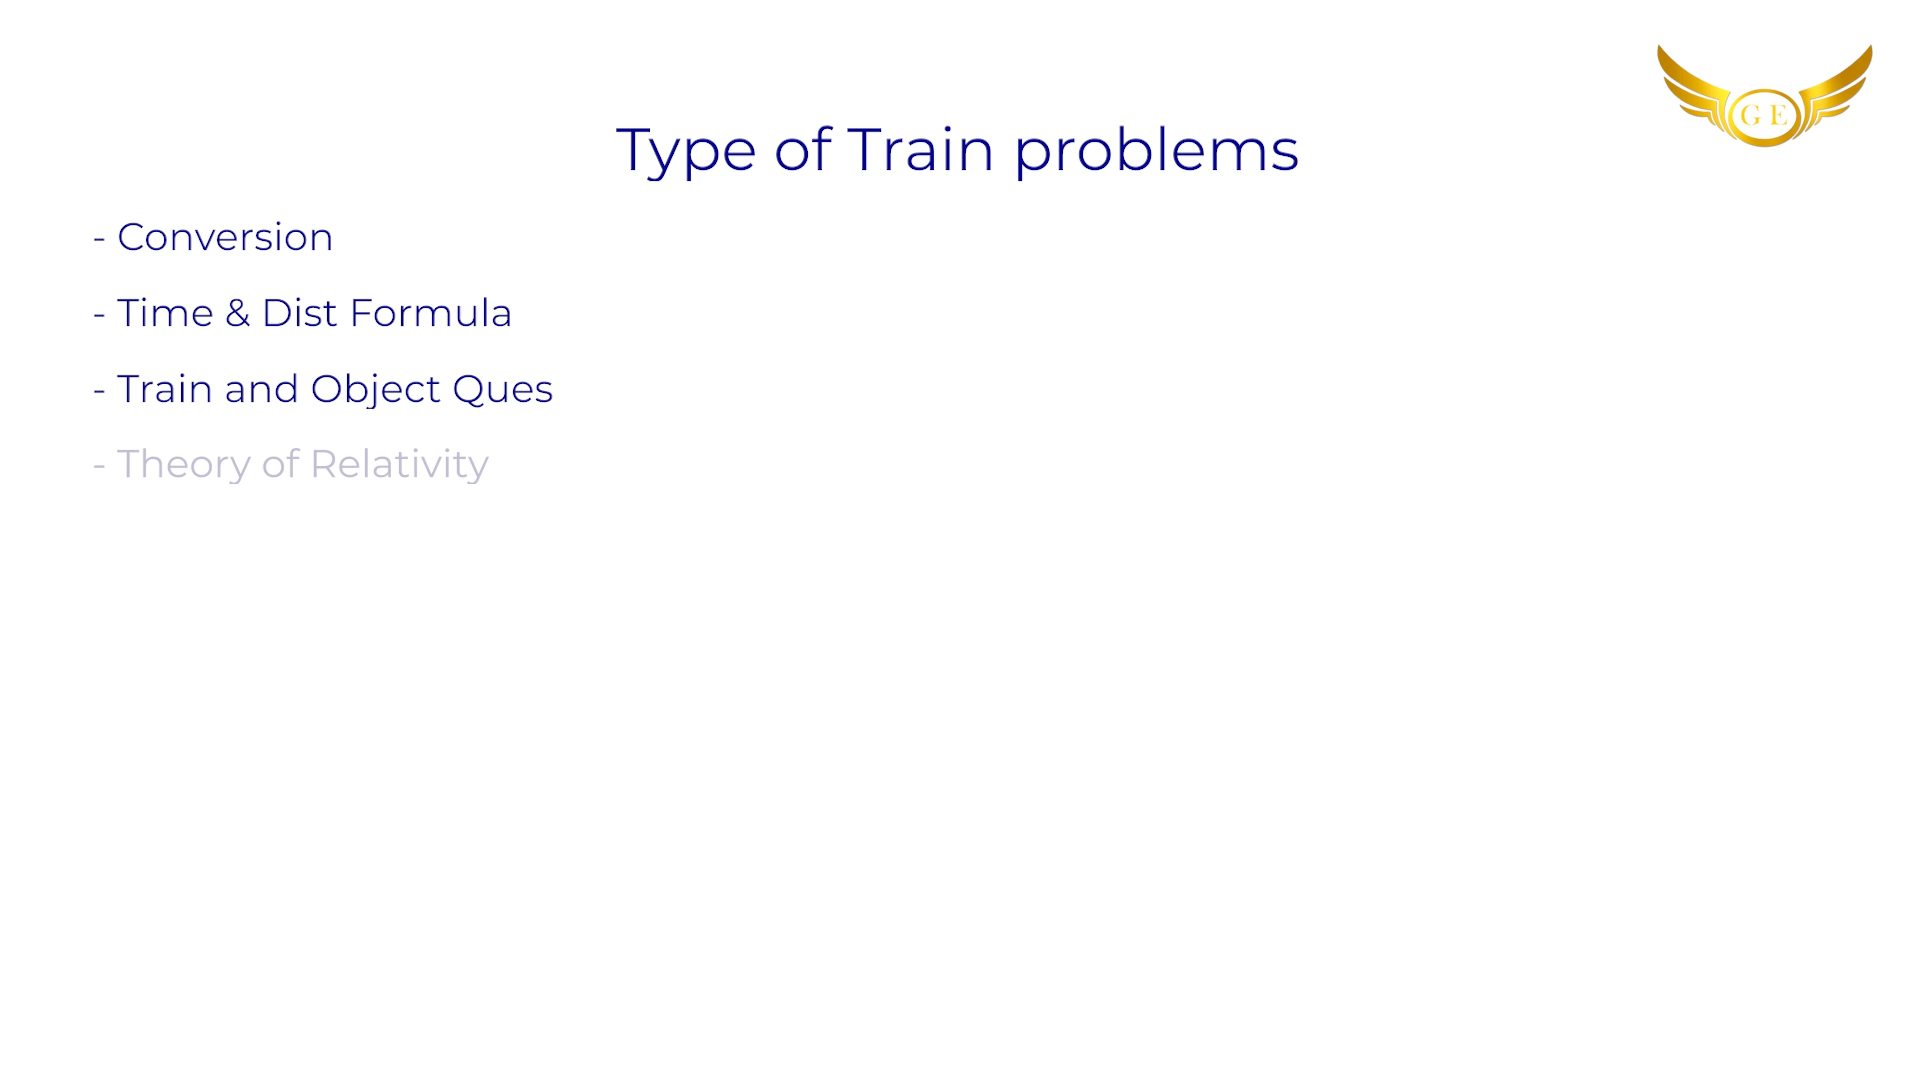 G E
Type of Train problems
- Conversion
- Time & Dist Formula
- Train and Object Ques
- Theory of Relativity